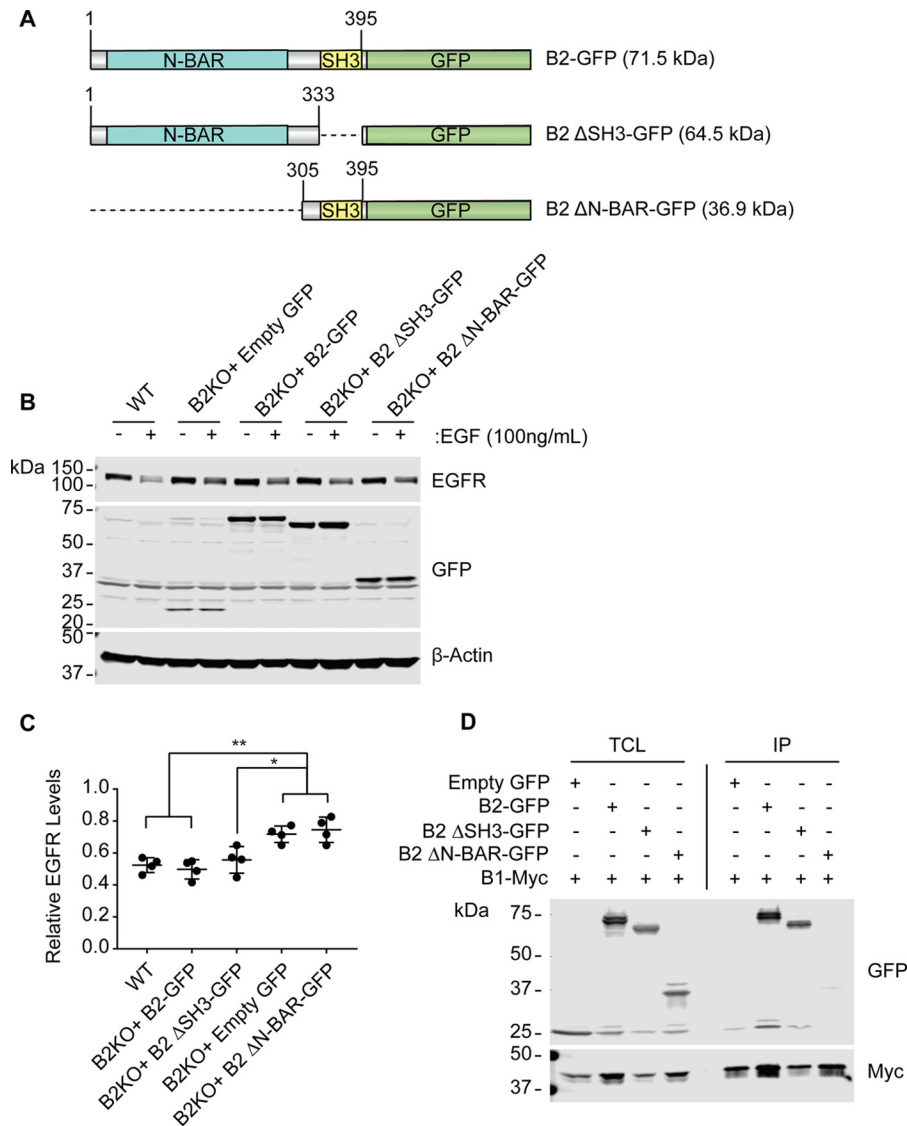 A
1 395
N-BAR SH3 GFP B2-GFP (71.5 kDa)
1 333
N-BAR GFP B2 ΔSH3-GFP (64.5 kDa)
305 395
SH3 GFP B2 ΔN-BAR-GFP (36.9 kDa)
B
WT
B2KO+ Empty GFP
B2KO+ B2-GFP
B2KO+ B2 ΔSH3-GFP
B2KO+ B2 ΔN-BAR-GFP
- + - + - + - + - + :EGF (100ng/mL)
kDa 150
100
EGFR
75
50
37
25
20
GFP
50
37
β-Actin
C
**
*
Relative EGFR Levels
1.0
0.8
0.6
0.4
0.2
0.0
WT
B2KO+ B2-GFP
B2KO+ B2 ΔSH3-GFP
B2KO+ Empty GFP
B2KO+ B2 ΔN-BAR-GFP
D
TCL IP
Empty GFP + - - - + - - -
B2-GFP - + - - - + - -
B2 ΔSH3-GFP - - + - - - + -
B2 ΔN-BAR-GFP - - - + - - - +
B1-Myc + + + + + + + +
kDa
75
50
37
25
GFP
50
37
Myc